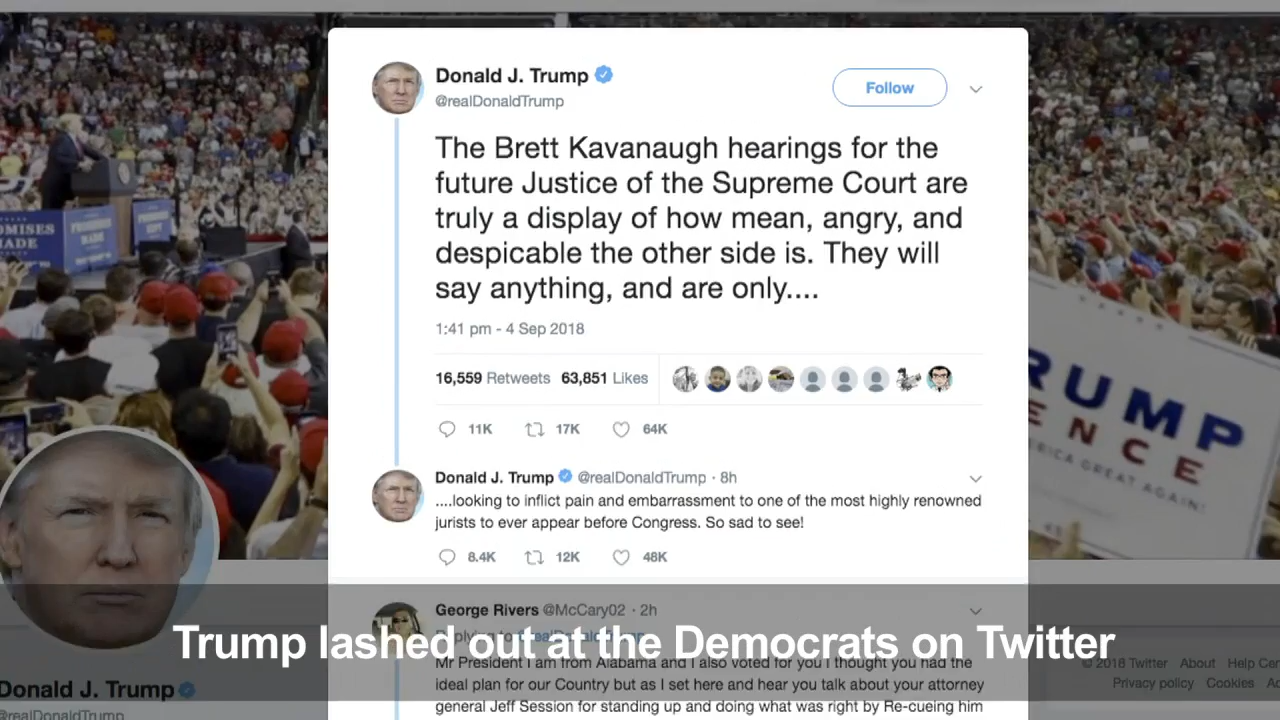 Donald J. Trump
@realDonaldTrump
Follow
The Brett Kavanaugh hearings for the
future Justice of the Supreme Court are
truly a display of how mean, angry, and
despicable the other side is. They will
say anything, and are only....
1:41 pm - 4 Sep 2018
16,559 Retweets 63,851 Likes
11K 17K 64K
Donald J. Trump @realDonaldTrump · 8h
....looking to inflict pain and embarrassment to one of the most highly renowned
jurists to ever appear before Congress. So sad to see!
8.4K 12K 48K
George Rivers @McCary02 · 2h
Trump lashed out at the Democrats on Twitter
Mr President I am from Alabama and I also voted for you I thought you had the
ideal plan for our Country but as I set here and hear you talk about your attorney
general Jeff Session for standing up and doing what was right by Re-cueing him
Donald J. Trump
@realDonaldTrump
© 2018 Twitter About Help
Privacy policy Cookies
OMISES
ADE
PROMISES
MADE
TRUMP
ENCE
RICA GREAT AGAIN!